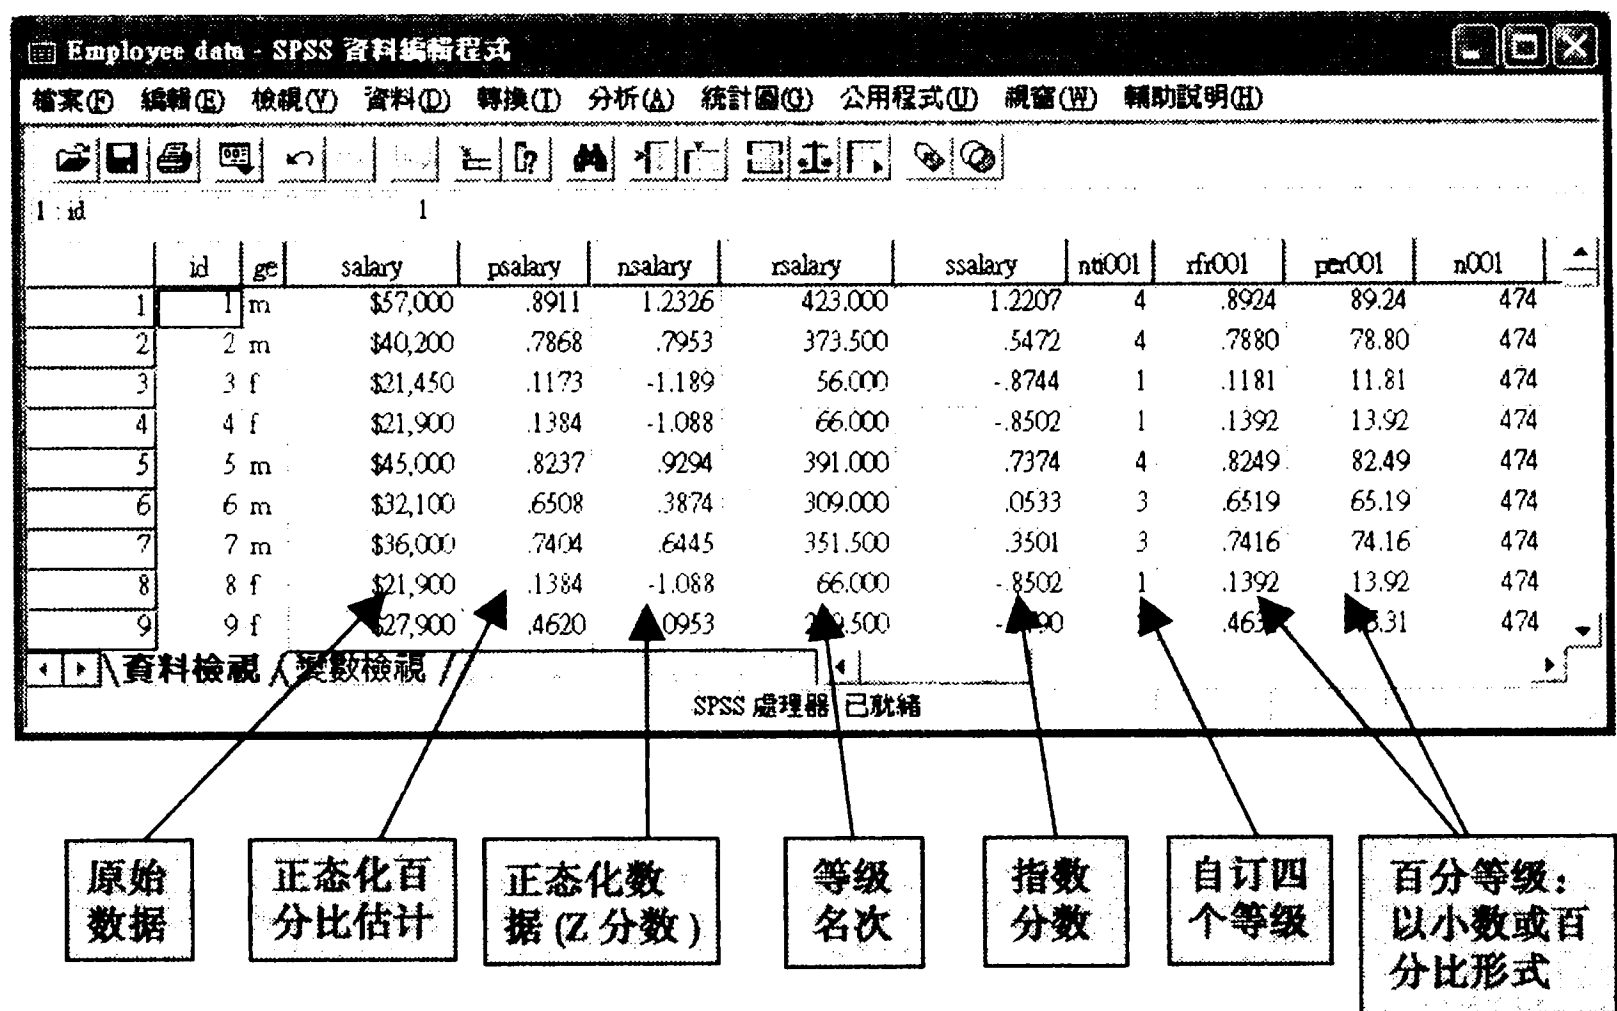 Employee data - SPSS 資料編輯程式
檔案(F) 編輯(E) 檢視(V) 資料(D) 轉換(T) 分析(A) 統計圖(G) 公用程式(U) 視窗(W) 輔助說明(H)
1 : id 1
id ge salary psalary nsalary rsalary ssalary nti001 rfr001 per001 n001
1 1 m $57,000 .8911 1.2326 423.000 1.2207 4 .8924 89.24 474
2 2 m $40,200 .7868 .7953 373.500 .5472 4 .7880 78.80 474
3 3 f $21,450 .1173 -1.189 56.000 -.8744 1 .1181 11.81 474
4 4 f $21,900 .1384 -1.088 66.000 -.8502 1 .1392 13.92 474
5 5 m $45,000 .8237 .9294 391.000 .7374 4 .8249 82.49 474
6 6 m $32,100 .6508 .3874 309.000 .0533 3 .6519 65.19 474
7 7 m $36,000 .7404 .6445 351.500 .3501 3 .7416 74.16 474
8 8 f $21,900 .1384 -1.088 66.000 -.8502 1 .1392 13.92 474
9 9 f $27,900 .4620 474
資料檢視 變數檢視
SPSS 處理器 已就緒
原始
数据
正态化百
分比估计
正态化数
据(Z分数)
等级
名次
指数
分数
自订四
个等级
百分等级：
以小数或百
分比形式